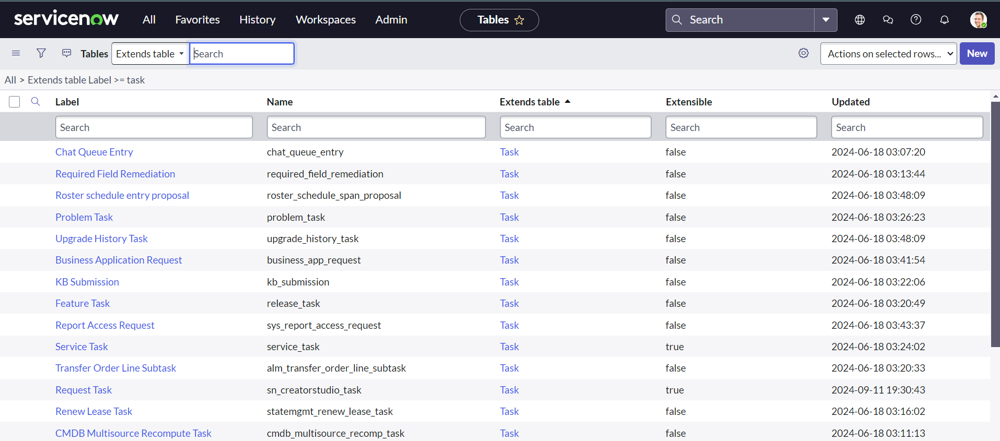 servicenow All Favorites History Workspaces Admin Tables Search
Tables Extends table Search Actions on selected rows... New
All > Extends table Label >= task
Label Name Extends table Extensible Updated
Search Search Search Search Search
Chat Queue Entry chat_queue_entry Task false 2024-06-18 03:07:20
Required Field Remediation required_field_remediation Task false 2024-06-18 03:13:44
Roster schedule entry proposal roster_schedule_span_proposal Task false 2024-06-18 03:48:09
Problem Task problem_task Task false 2024-06-18 03:26:23
Upgrade History Task upgrade_history_task Task false 2024-06-18 03:48:09
Business Application Request business_app_request Task false 2024-06-18 03:41:54
KB Submission kb_submission Task false 2024-06-18 03:22:06
Feature Task release_task Task false 2024-06-18 03:20:49
Report Access Request sys_report_access_request Task false 2024-06-18 03:43:37
Service Task service_task Task true 2024-06-18 03:24:02
Transfer Order Line Subtask alm_transfer_order_line_subtask Task false 2024-06-18 03:20:33
Request Task sn_creatorstudio_task Task true 2024-09-11 19:30:43
Renew Lease Task statemgmt_renew_lease_task Task false 2024-06-18 03:16:02
CMDB Multisource Recompute Task cmdb_multisource_recomp_task Task false 2024-06-18 03:11:13